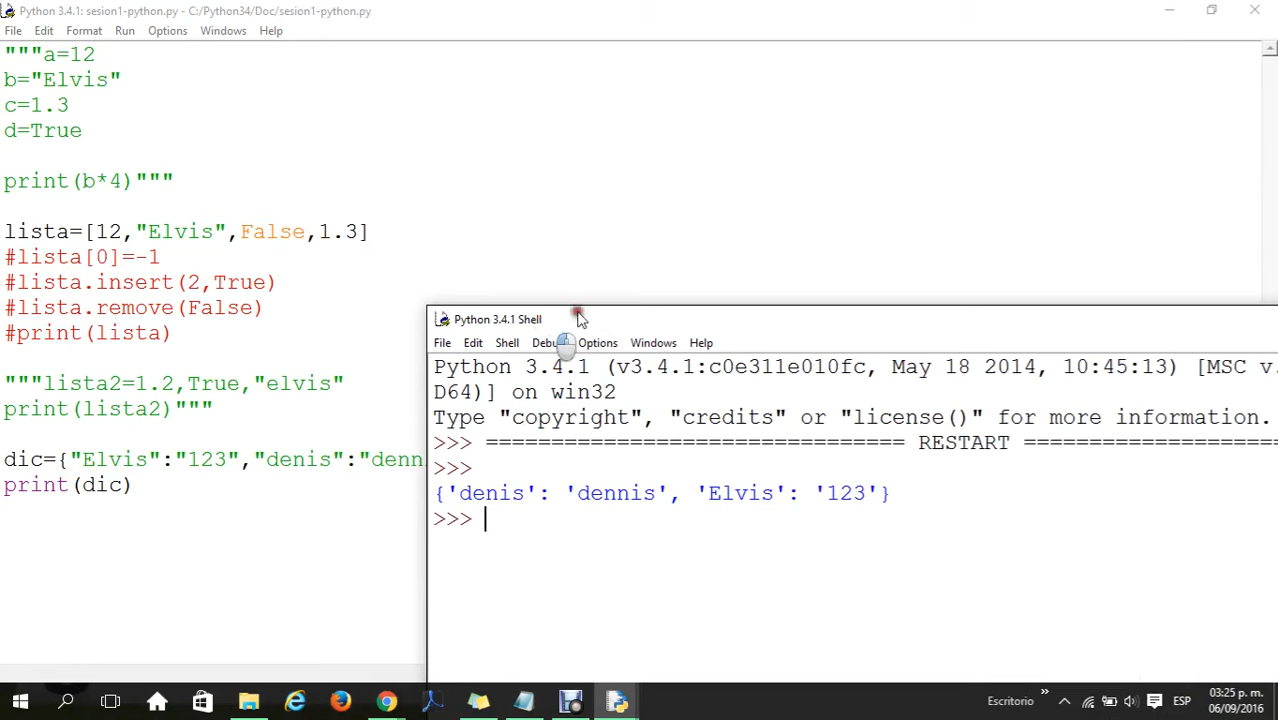 Python 3.4.1: sesion1-python.py - C:/Python34/Doc/sesion1-python.py
File Edit Format Run Options Windows Help
"""a=12
b="Elvis"
c=1.3
d=True
print(b*4)"""
lista=[12,"Elvis",False,1.3]
#lista[0]=-1
#lista.insert(2,True)
#lista.remove(False)
#print(lista)
"""lista2=1.2,True,"elvis"
print(lista2)"""
dic={"Elvis":"123","denis":"denn
print(dic)
Python 3.4.1 Shell
File Edit Shell Debu Options Windows Help
Python 3.4.1 (v3.4.1:c0e311e010fc, May 18 2014, 10:45:13) [MSC v.
D64)] on win32
Type "copyright", "credits" or "license()" for more information.
>>> ================================ RESTART ====================
>>>
{'denis': 'dennis', 'Elvis': '123'}
>>>
Escritorio ESP 03:25 p. m.
06/09/2016